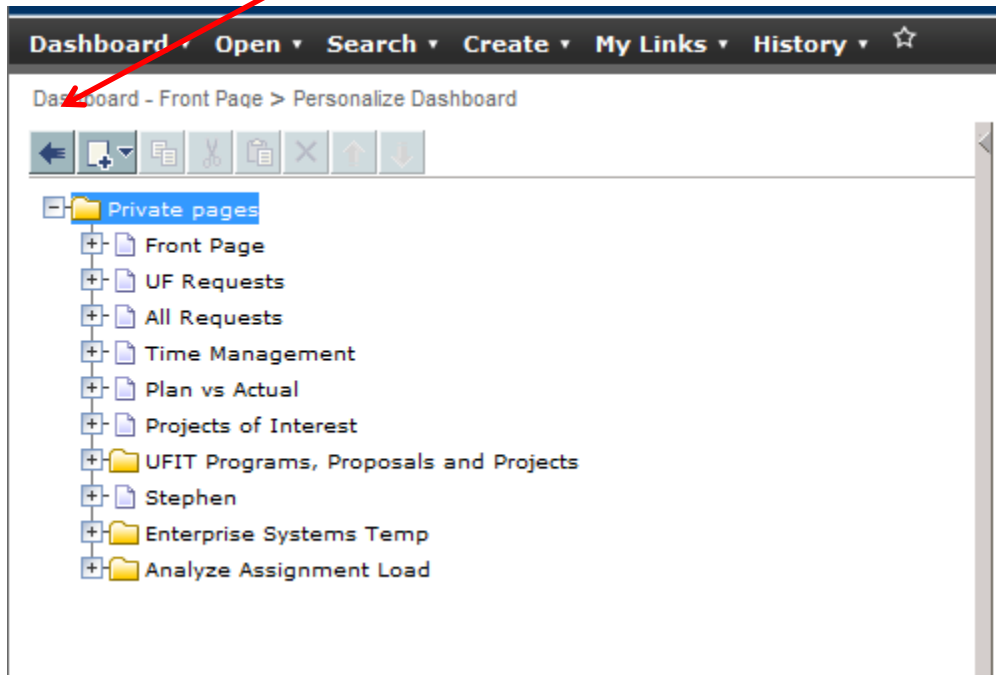 Dashboard Open Search Create My Links History
Dashboard - Front Page > Personalize Dashboard
Private pages
Front Page
UF Requests
All Requests
Time Management
Plan vs Actual
Projects of Interest
UFIT Programs, Proposals and Projects
Stephen
Enterprise Systems Temp
Analyze Assignment Load